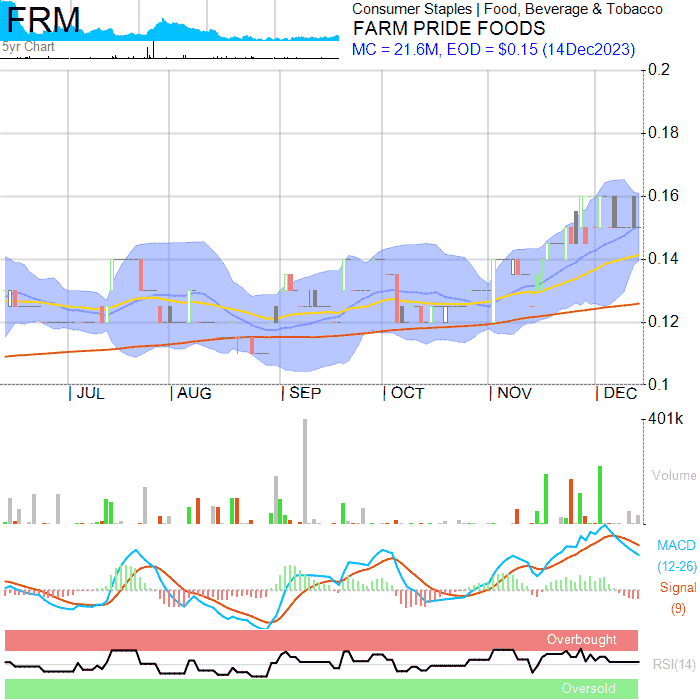 FRM
Consumer Staples | Food, Beverage & Tobacco
FARM PRIDE FOODS
MC = 21.6M, EOD = $0.15 (14Dec2023)
5yr Chart
0.2
0.18
0.16
0.14
0.12
0.1
JUL AUG SEP OCT NOV DEC
401k
Volume
MACD
(12-26)
Signal
(9)
Overbought
RSI(14)
Oversold